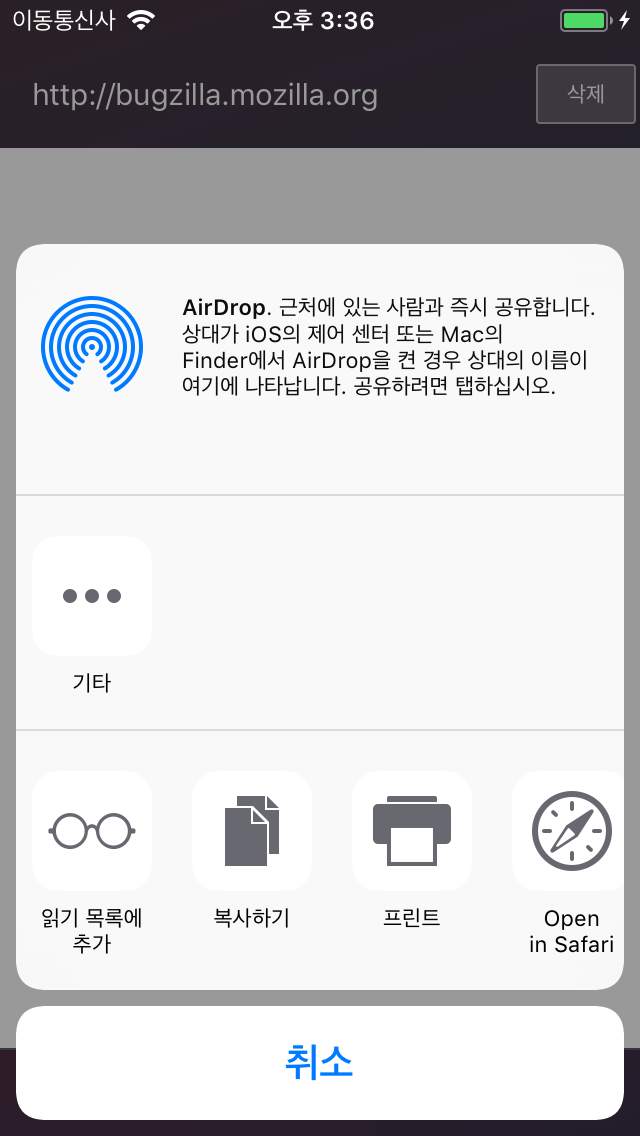 이동통신사 오후 3:36
http://bugzilla.mozilla.org 삭제
AirDrop. 근처에 있는 사람과 즉시 공유합니다.
상대가 iOS의 제어 센터 또는 Mac의
Finder에서 AirDrop을 켠 경우 상대의 이름이
여기에 나타납니다. 공유하려면 탭하십시오.
기타
읽기 목록에
추가
복사하기
프린트
Open
in Safari
취소